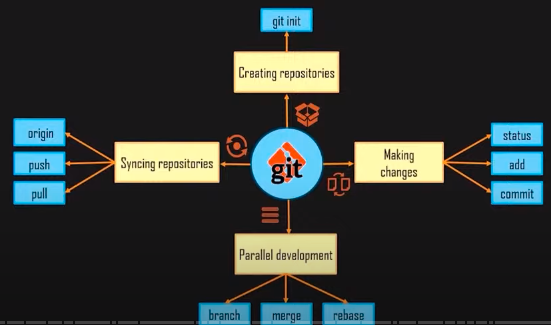 git init
Creating repositories
origin
push
pull
Syncing repositories
git
Making
changes
status
add
commit
Parallel development
branch
merge
rebase